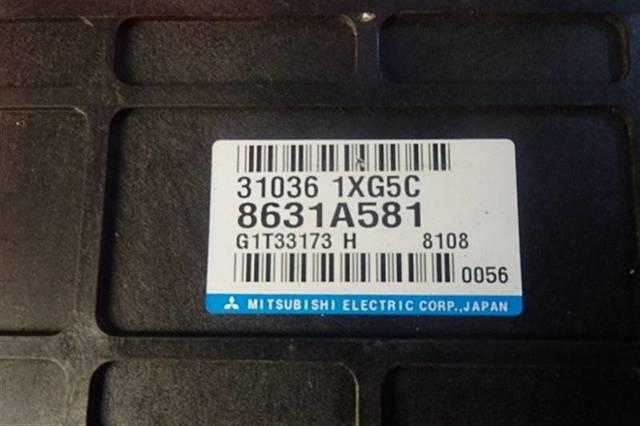 31036 1XG5C
8631A581
G1T33173 H 8108
0056
MITSUBISHI ELECTRIC CORP.,JAPAN